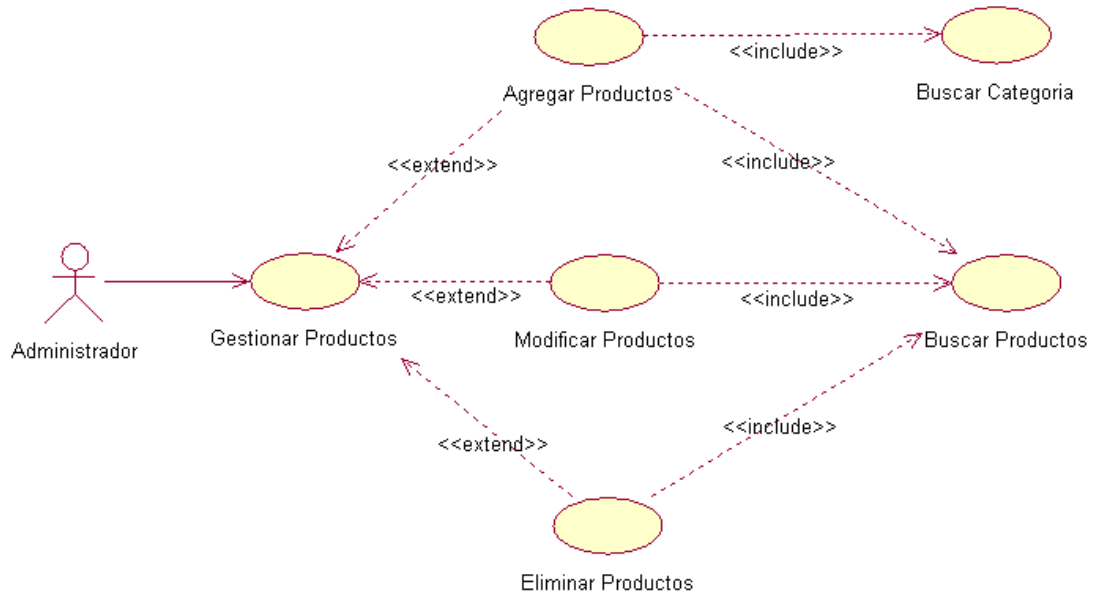 <<include>>
Agregar Productos
Buscar Categoria
<<extend>>
<<include>>
<<extend>>
<<include>>
Administrador
Gestionar Productos
Modificar Productos
Buscar Productos
<<extend>>
<<include>>
Eliminar Productos